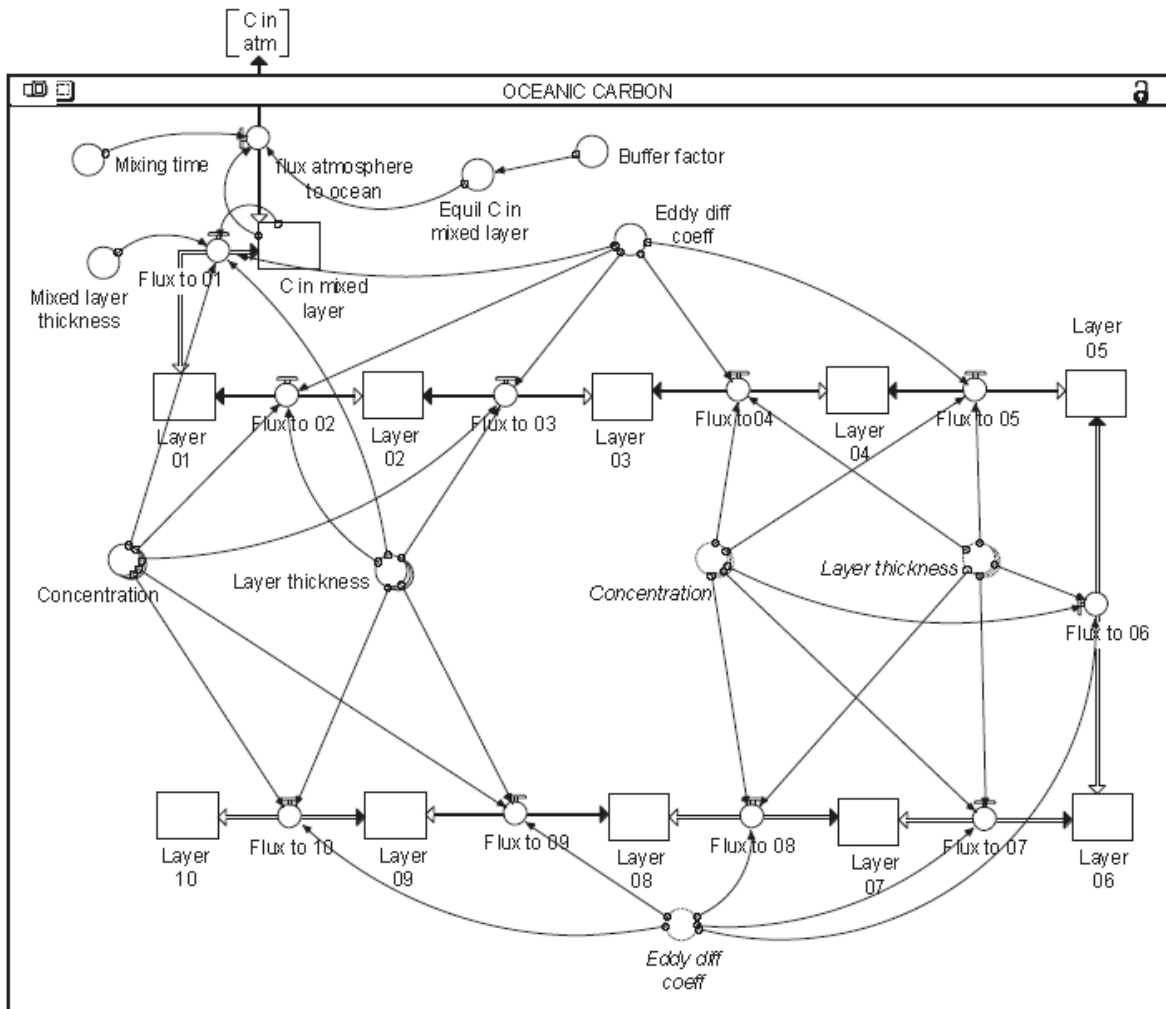 C in
atm
OCEANIC CARBON
Mixing time
flux atmosphere
to ocean
Buffer factor
Equil C in
mixed layer
Eddy diff
coeff
Mixed layer
thickness
Flux to 01
C in mixed
layer
Layer
05
Layer
01
Flux to 02
Layer
02
Flux to 03
Layer
03
Flux to04
Layer
04
Flux to 05
Concentration
Layer thickness
Concentration
Layer thickness
Flux to 06
Layer
10
Flux to 10
Layer
09
Flux to 09
Layer
08
Flux to 08
Layer
07
Flux to 07
Layer
06
Eddy diff
coeff